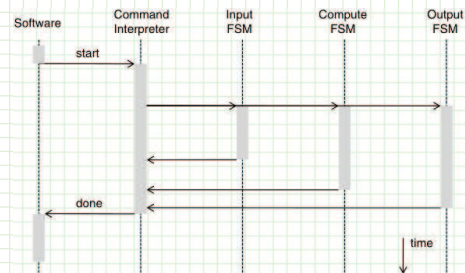 Software
Command
Interpreter
Input
FSM
Compute
FSM
Output
FSM
start
done
time